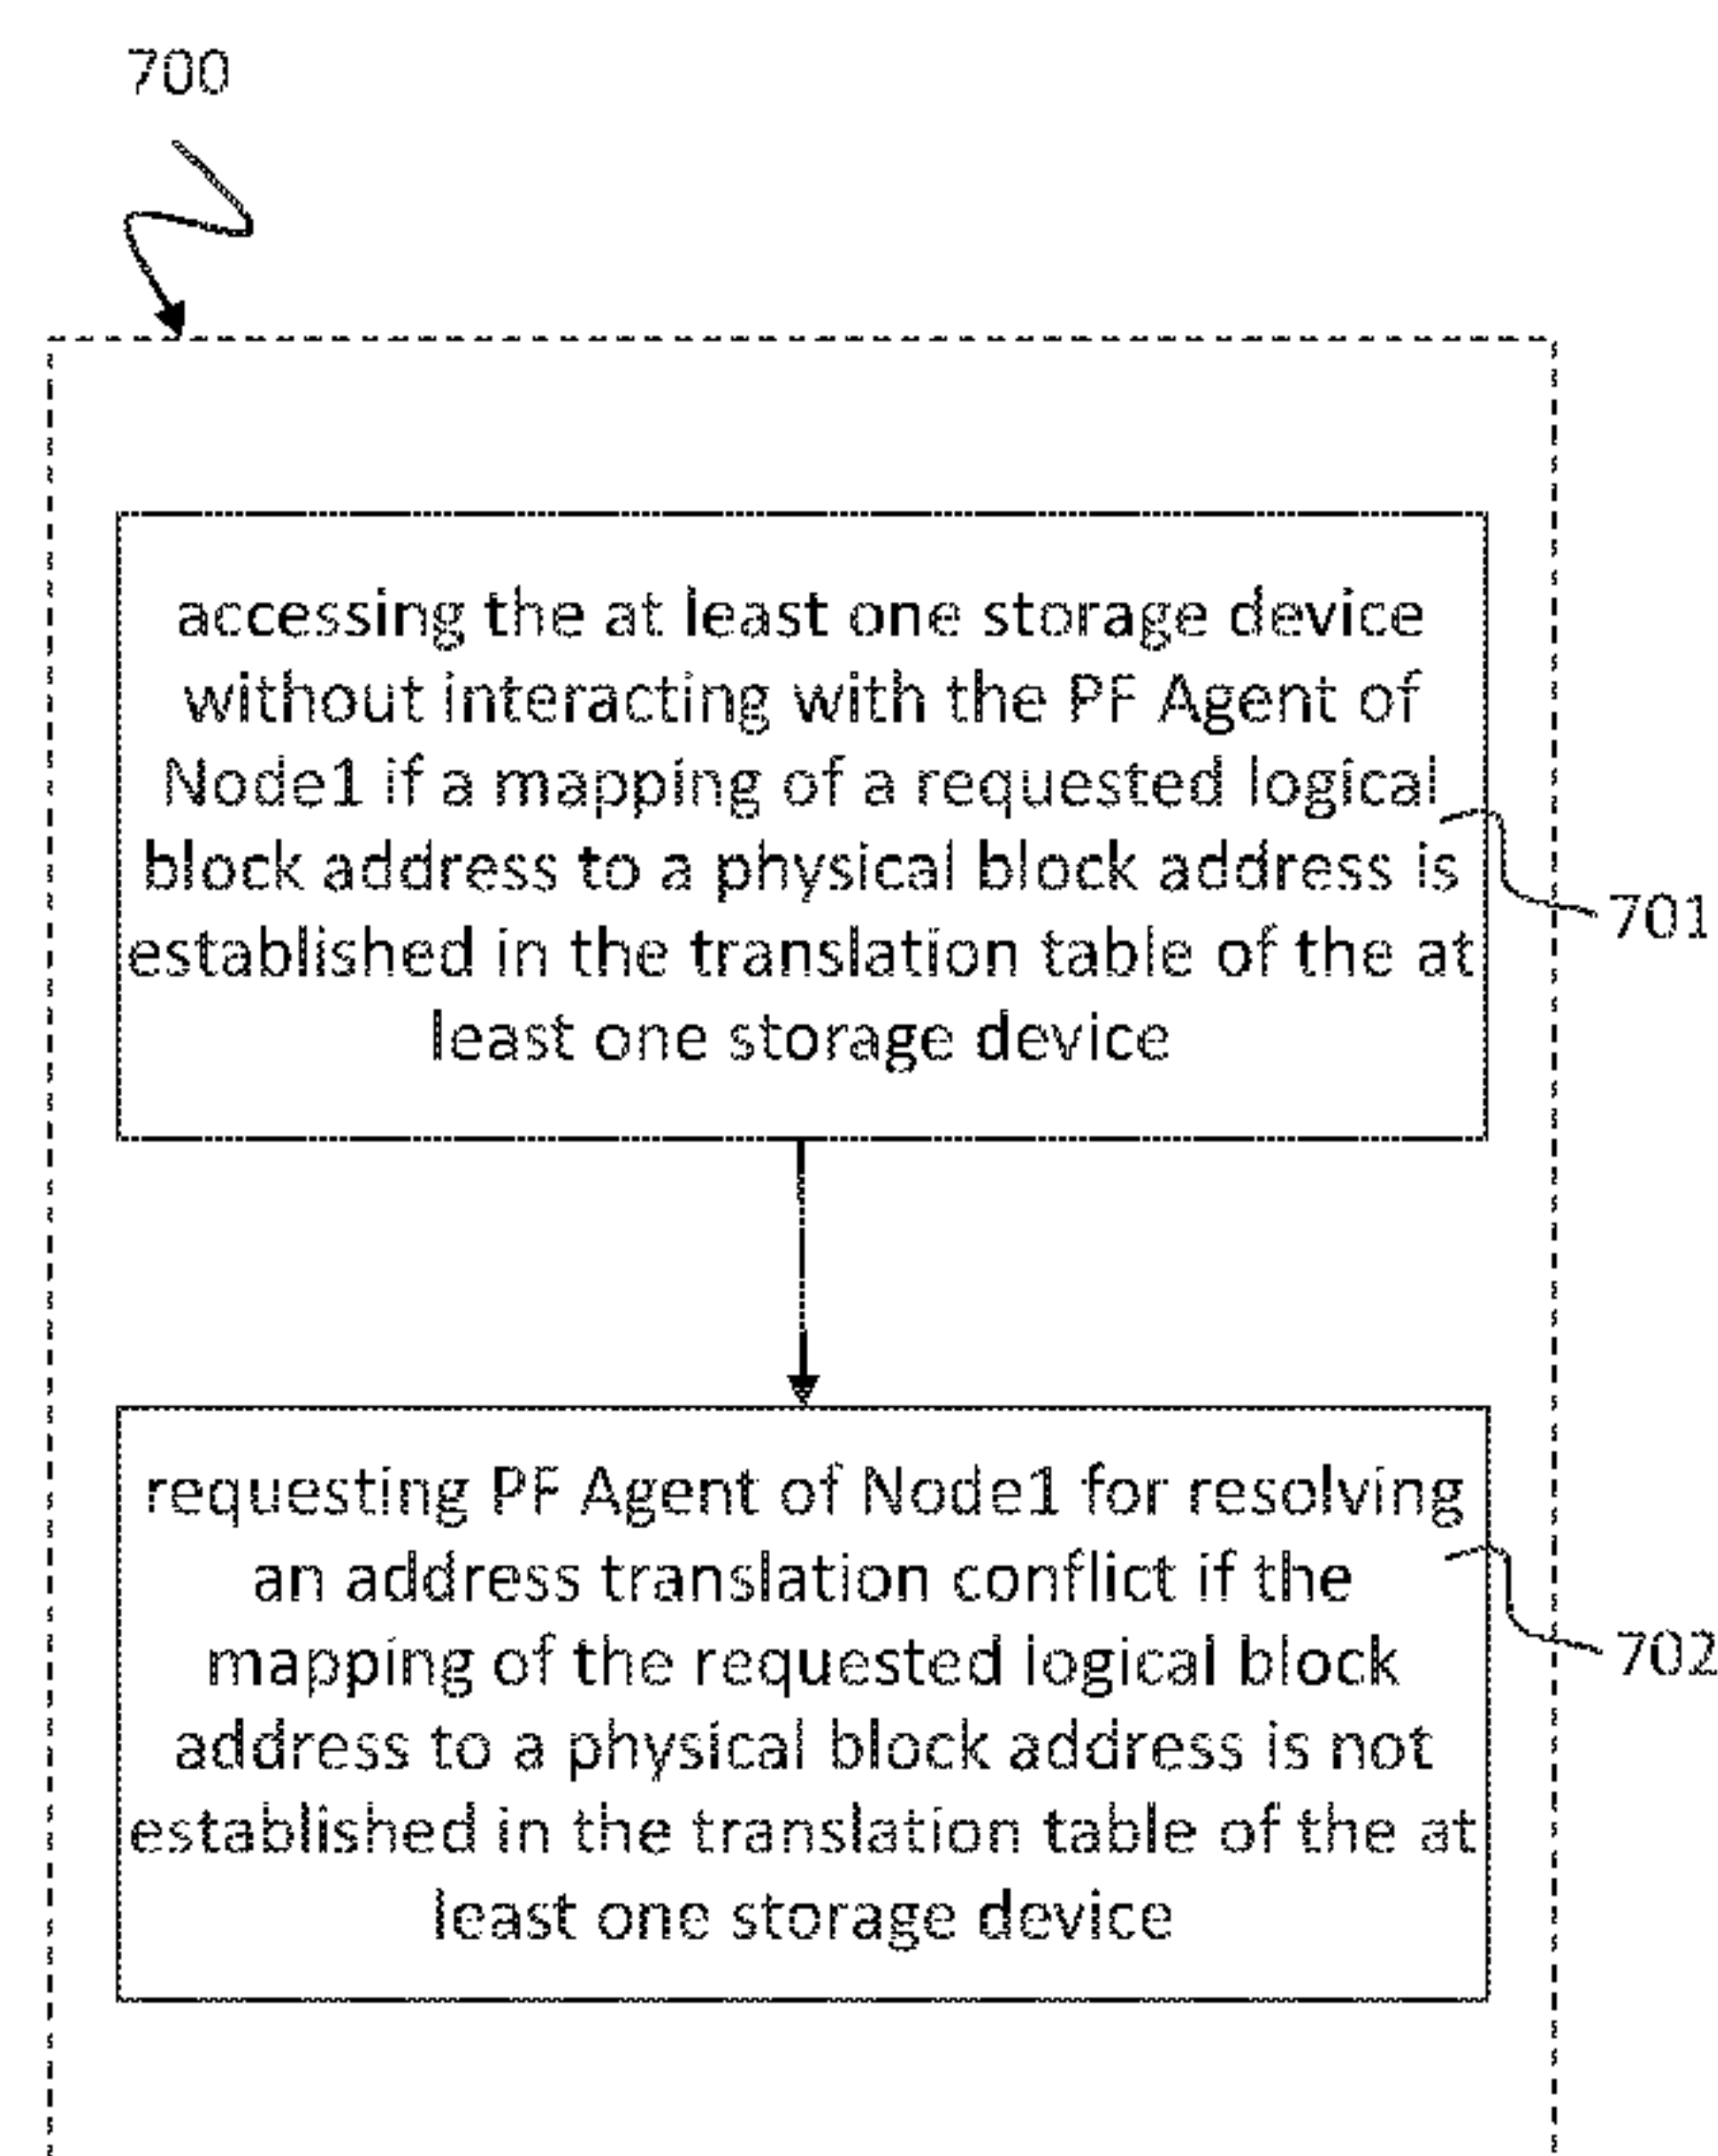 700
accessing the at least one storage device
without interacting with the PF Agent of
Node1 if a mapping of a requested logical
block address to a physical block address is
established in the translation table of the at
least one storage device
701
requesting PF Agent of Node1 for resolving
an address translation conflict if the
mapping of the requested logical block
address to a physical block address is not
established in the translation table of the at
least one storage device
702